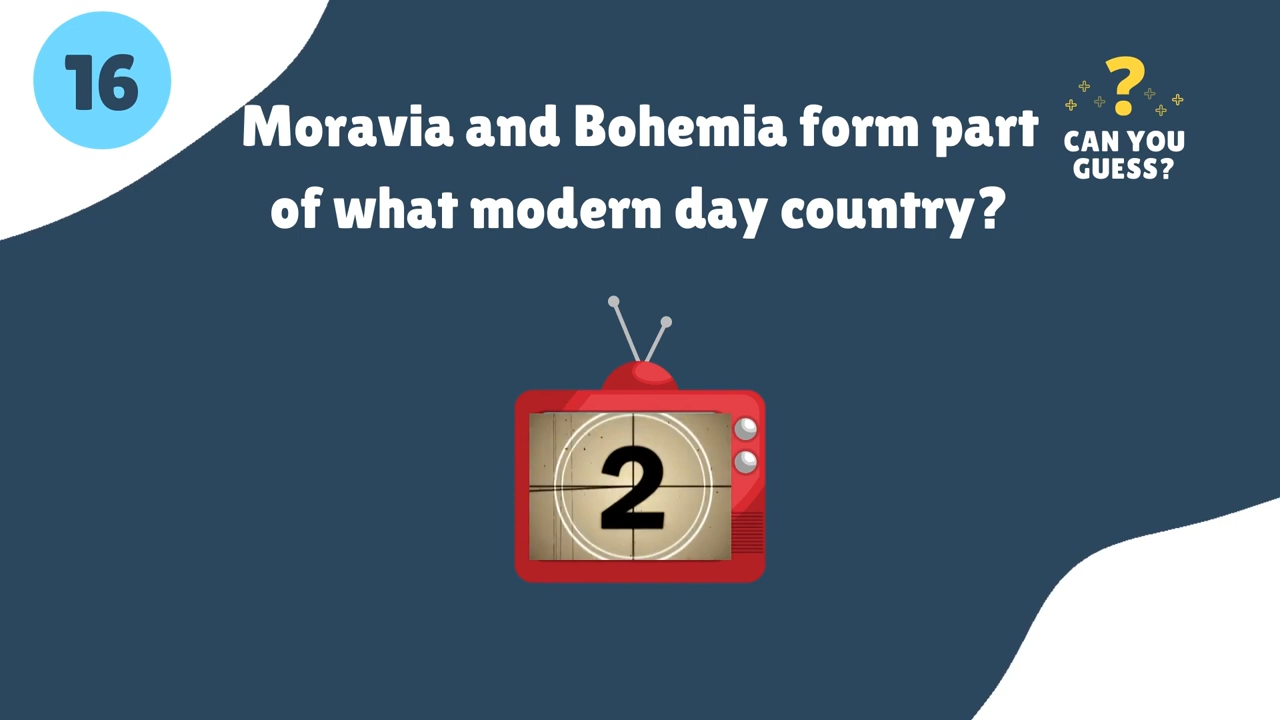 16
Moravia and Bohemia form part
of what modern day country?
?
CAN YOU
GUESS?
2